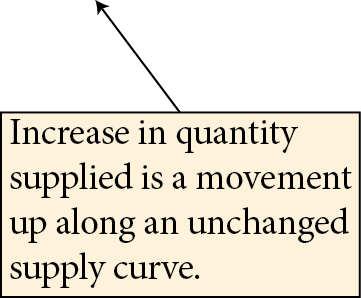 Increase in quantity
supplied is a movement
up along an unchanged
supply curve.